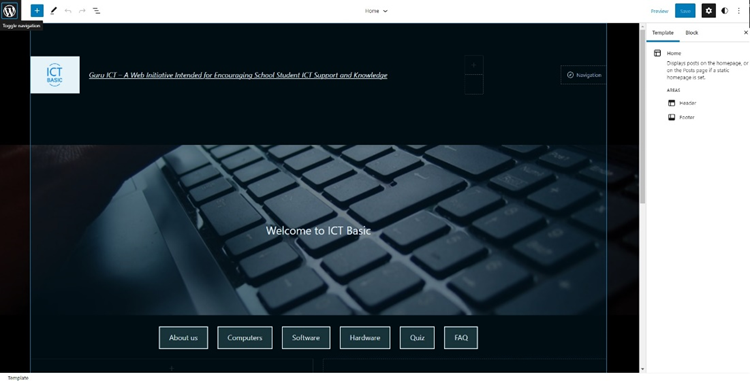 Home
Preview
Save
Toggle navigation
Template
Block
ICT
BASIC
Guru ICT – A Web Initiative Intended for Encouraging School Student ICT Support and Knowledge
Navigation
Home
Displays posts on the homepage, or
on the Posts page if a static
homepage is set.
AREAS
Header
Footer
Welcome to ICT Basic
About us
Computers
Software
Hardware
Quiz
FAQ
Template